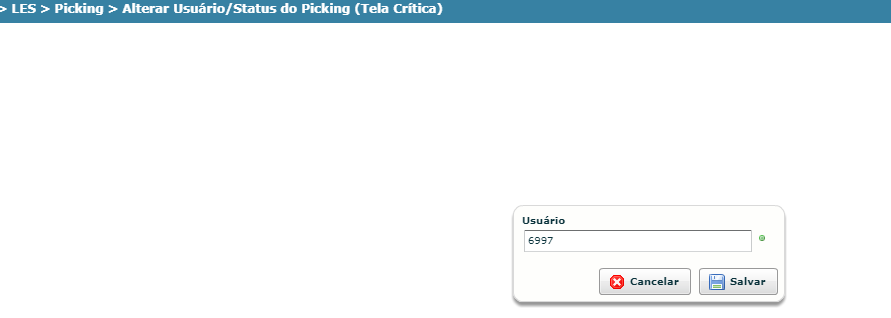 > LES > Picking > Alterar Usuário/Status do Picking (Tela Crítica)
Usuário
6997
Cancelar Salvar